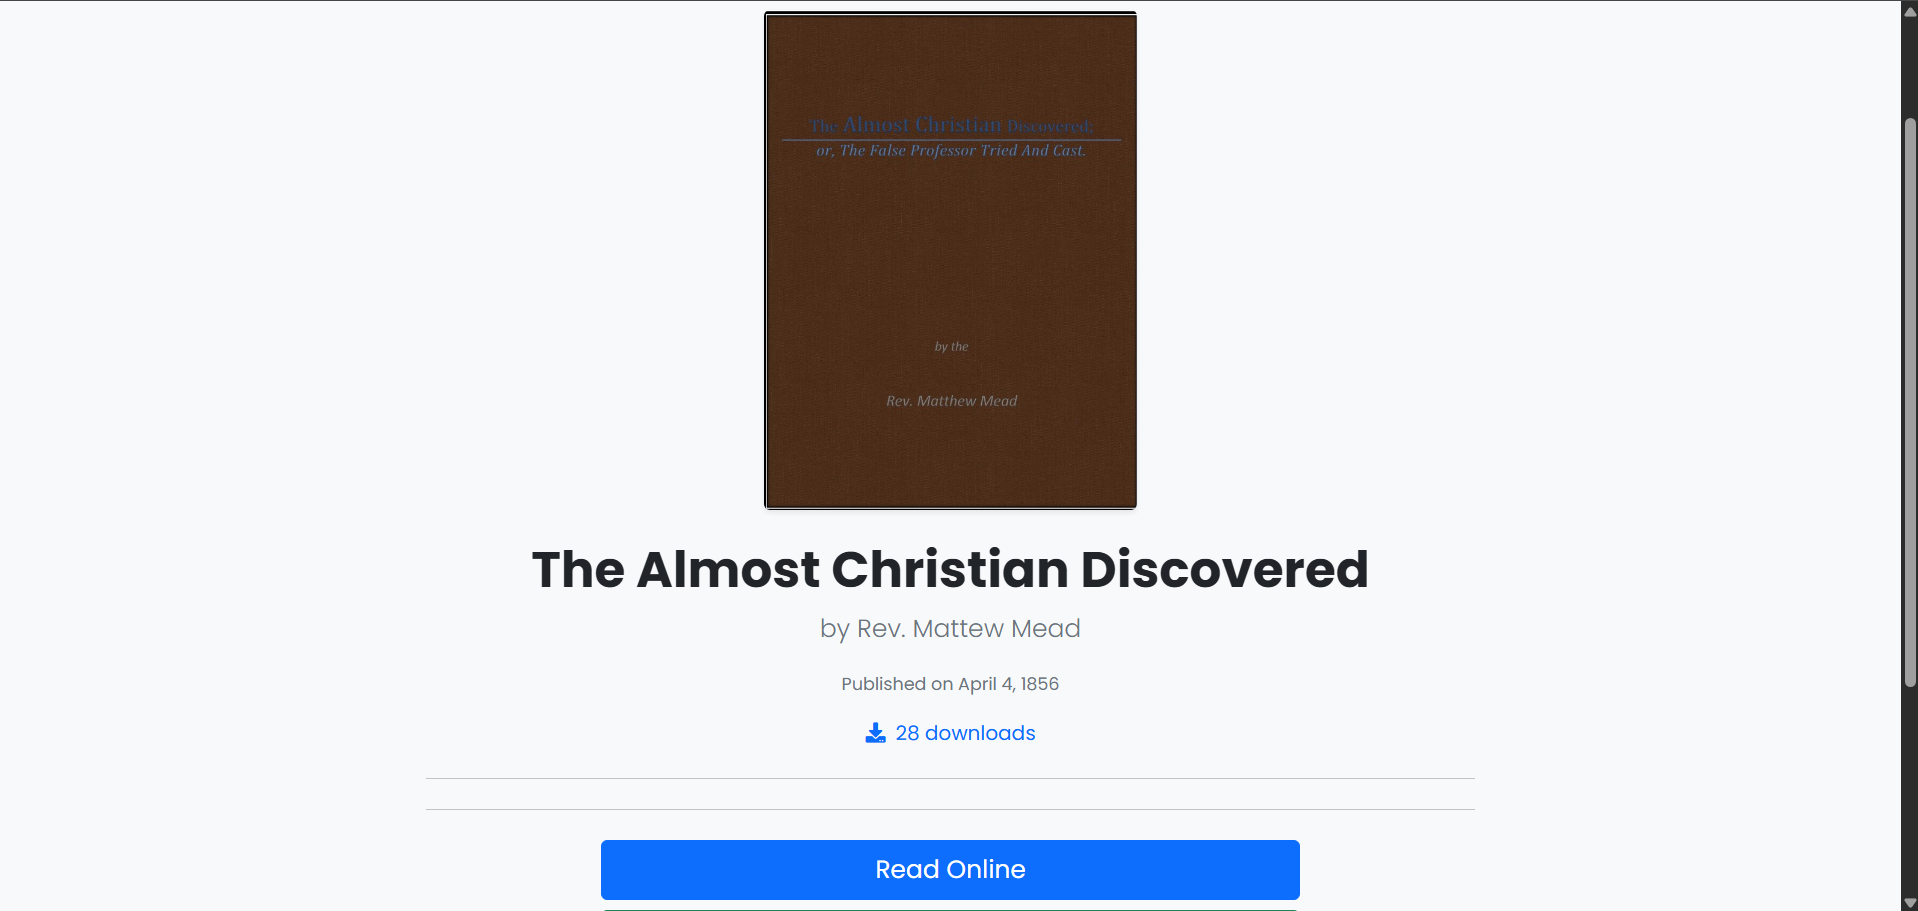 The Almost Christian Discovered;
or, The False Professor Tried And Cast.
by the
Rev. Matthew Mead
The Almost Christian Discovered
by Rev. Mattew Mead
Published on April 4, 1856
28 downloads
Read Online